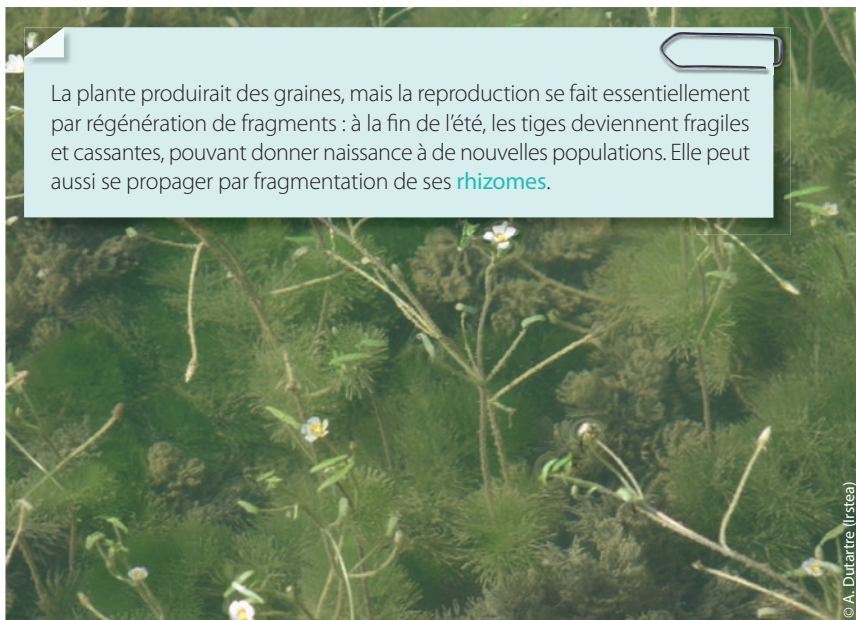 La plante produirait des graines, mais la reproduction se fait essentiellement
par régénération de fragments : à la fin de l’été, les tiges deviennent fragiles
et cassantes, pouvant donner naissance à de nouvelles populations. Elle peut
aussi se propager par fragmentation de ses rhizomes.
© A. Dutartre (Irstea)